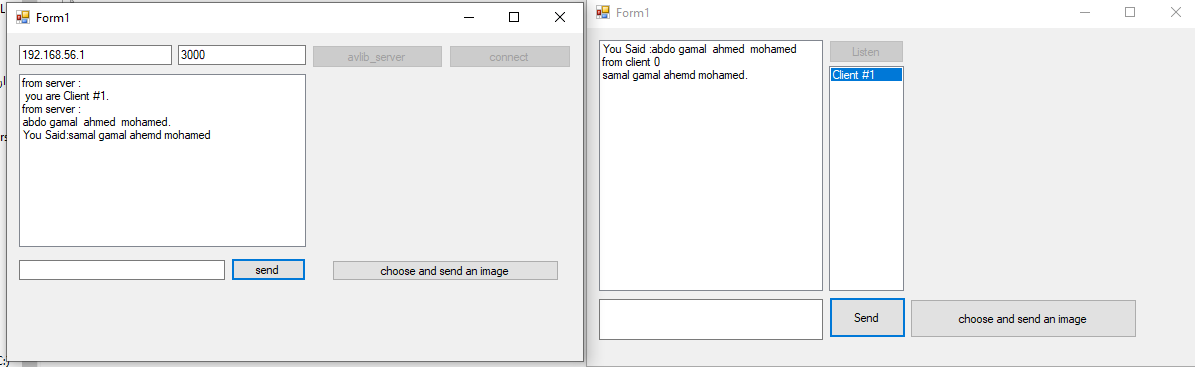 Form1
192.168.56.1
3000
avlib_server
connect
from server :
you are Client #1.
from server :
abdo gamal  ahmed  mohamed.
You Said:samal gamal ahemd mohamed
send
choose and send an image
Form1
You Said :abdo gamal  ahmed  mohamed
from client 0
samal gamal ahemd mohamed.
Listen
Client #1
Send
choose and send an image